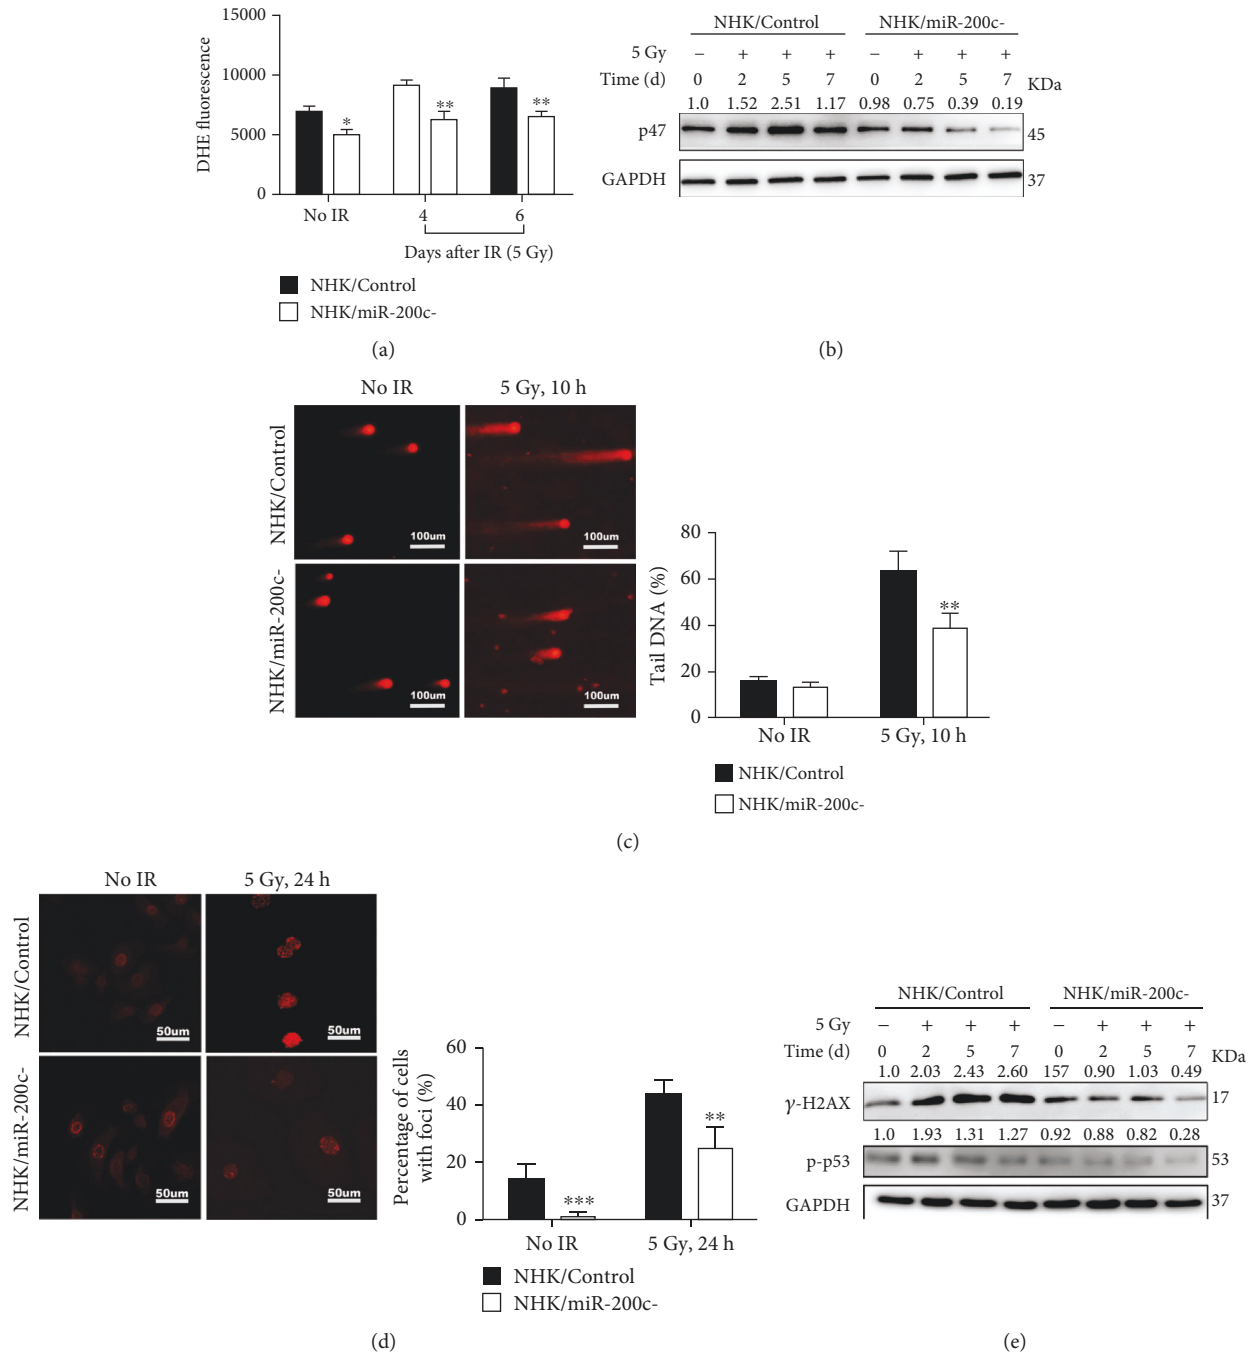 15000
10000
5000
0
DHE fluorescence
*
**
**
No IR
4
6
Days after IR (5 Gy)
NHK/Control
NHK/miR-200c-
(a)
NHK/Control NHK/miR-200c-
5 Gy − + + + − + + +
Time (d) 0 2 5 7 0 2 5 7 KDa
1.0 1.52 2.51 1.17 0.98 0.75 0.39 0.19
p47 45
GAPDH 37
(b)
No IR 5 Gy, 10 h
NHK/Control
100um 100um
NHK/miR-200c-
100um 100um
80
60
40
20
0
Tail DNA (%)
**
No IR 5 Gy, 10 h
NHK/Control
NHK/miR-200c-
(c)
No IR 5 Gy, 24 h
NHK/Control
50um 50um
NHK/miR-200c-
50um 50um
60
40
20
0
Percentage of cells
with foci (%)
***
**
No IR 5 Gy, 24 h
NHK/Control
NHK/miR-200c-
(d)
NHK/Control NHK/miR-200c-
5 Gy − + + + − + + +
Time (d) 0 2 5 7 0 2 5 7 KDa
1.0 2.03 2.43 2.60 157 0.90 1.03 0.49
γ-H2AX 17
1.0 1.93 1.31 1.27 0.92 0.88 0.82 0.28
p-p53 53
GAPDH 37
(e)